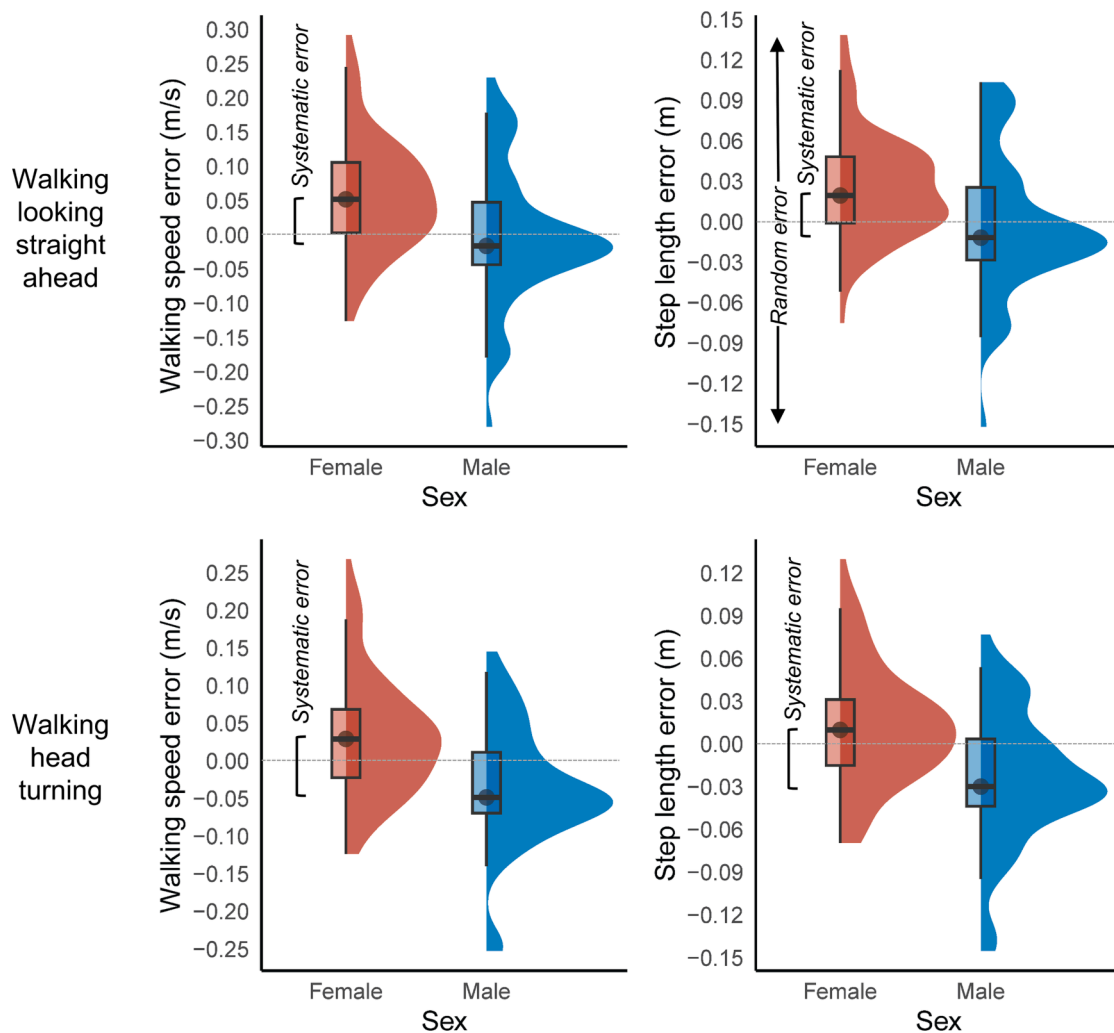 Walking
looking
straight
ahead
Walking speed error (m/s)
0.30
0.25
0.20
0.15
0.10
0.05
0.00
−0.05
−0.10
−0.15
−0.20
−0.25
−0.30
Systematic error
Female
Male
Sex
Step length error (m)
0.15
0.12
0.09
0.06
0.03
0.00
−0.03
−0.06
−0.09
−0.12
−0.15
Random error
Systematic error
Female
Male
Sex
Walking
head
turning
Walking speed error (m/s)
0.25
0.20
0.15
0.10
0.05
0.00
−0.05
−0.10
−0.15
−0.20
−0.25
Systematic error
Female
Male
Sex
Step length error (m)
0.12
0.09
0.06
0.03
0.00
−0.03
−0.06
−0.09
−0.12
−0.15
Systematic error
Female
Male
Sex